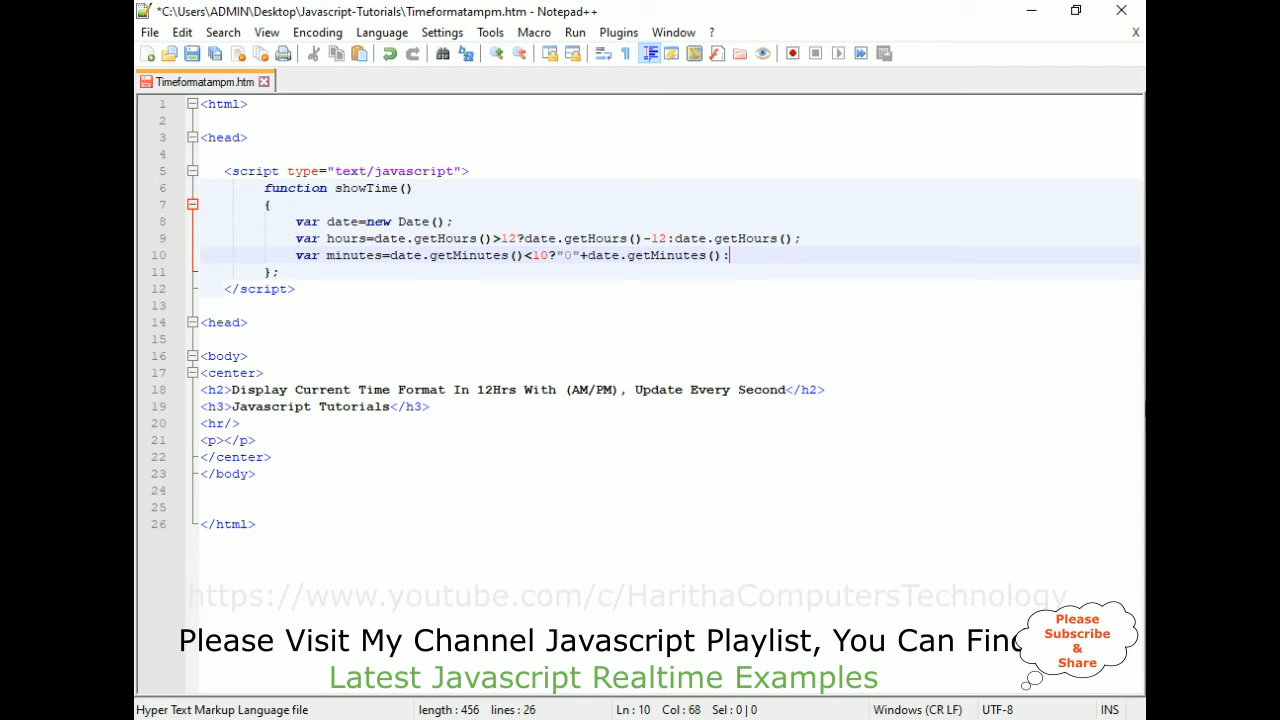 *C:\Users\ADMIN\Desktop\Javascript-Tutorials\Timeformatampm.htm - Notepad++
File Edit Search View Encoding Language Settings Tools Macro Run Plugins Window ? X
Timeformatampm.htm
1 <html>
2
3 <head>
4
5 <script type="text/javascript">
6 function showTime()
7 {
8 var date=new Date();
9 var hours=date.getHours()>12?date.getHours()-12:date.getHours();
10 var minutes=date.getMinutes()<10?"0"+date.getMinutes():
11 };
12 </script>
13
14 <head>
15
16 <body>
17 <center>
18 <h2>Display Current Time Format In 12Hrs With (AM/PM), Update Every Second</h2>
19 <h3>Javascript Tutorials</h3>
20 <hr/>
21 <p></p>
22 </center>
23 </body>
24
25
26 </html>
https://www.youtube.com/c/HarithaComputersTechnology
Please Visit My Channel Javascript Playlist, You Can Find
Latest Javascript Realtime Examples
Please
Subscribe
&
Share
Hyper Text Markup Language file length : 456 lines : 26 Ln : 10 Col : 68 Sel : 0 | 0 Windows (CR LF) UTF-8 INS